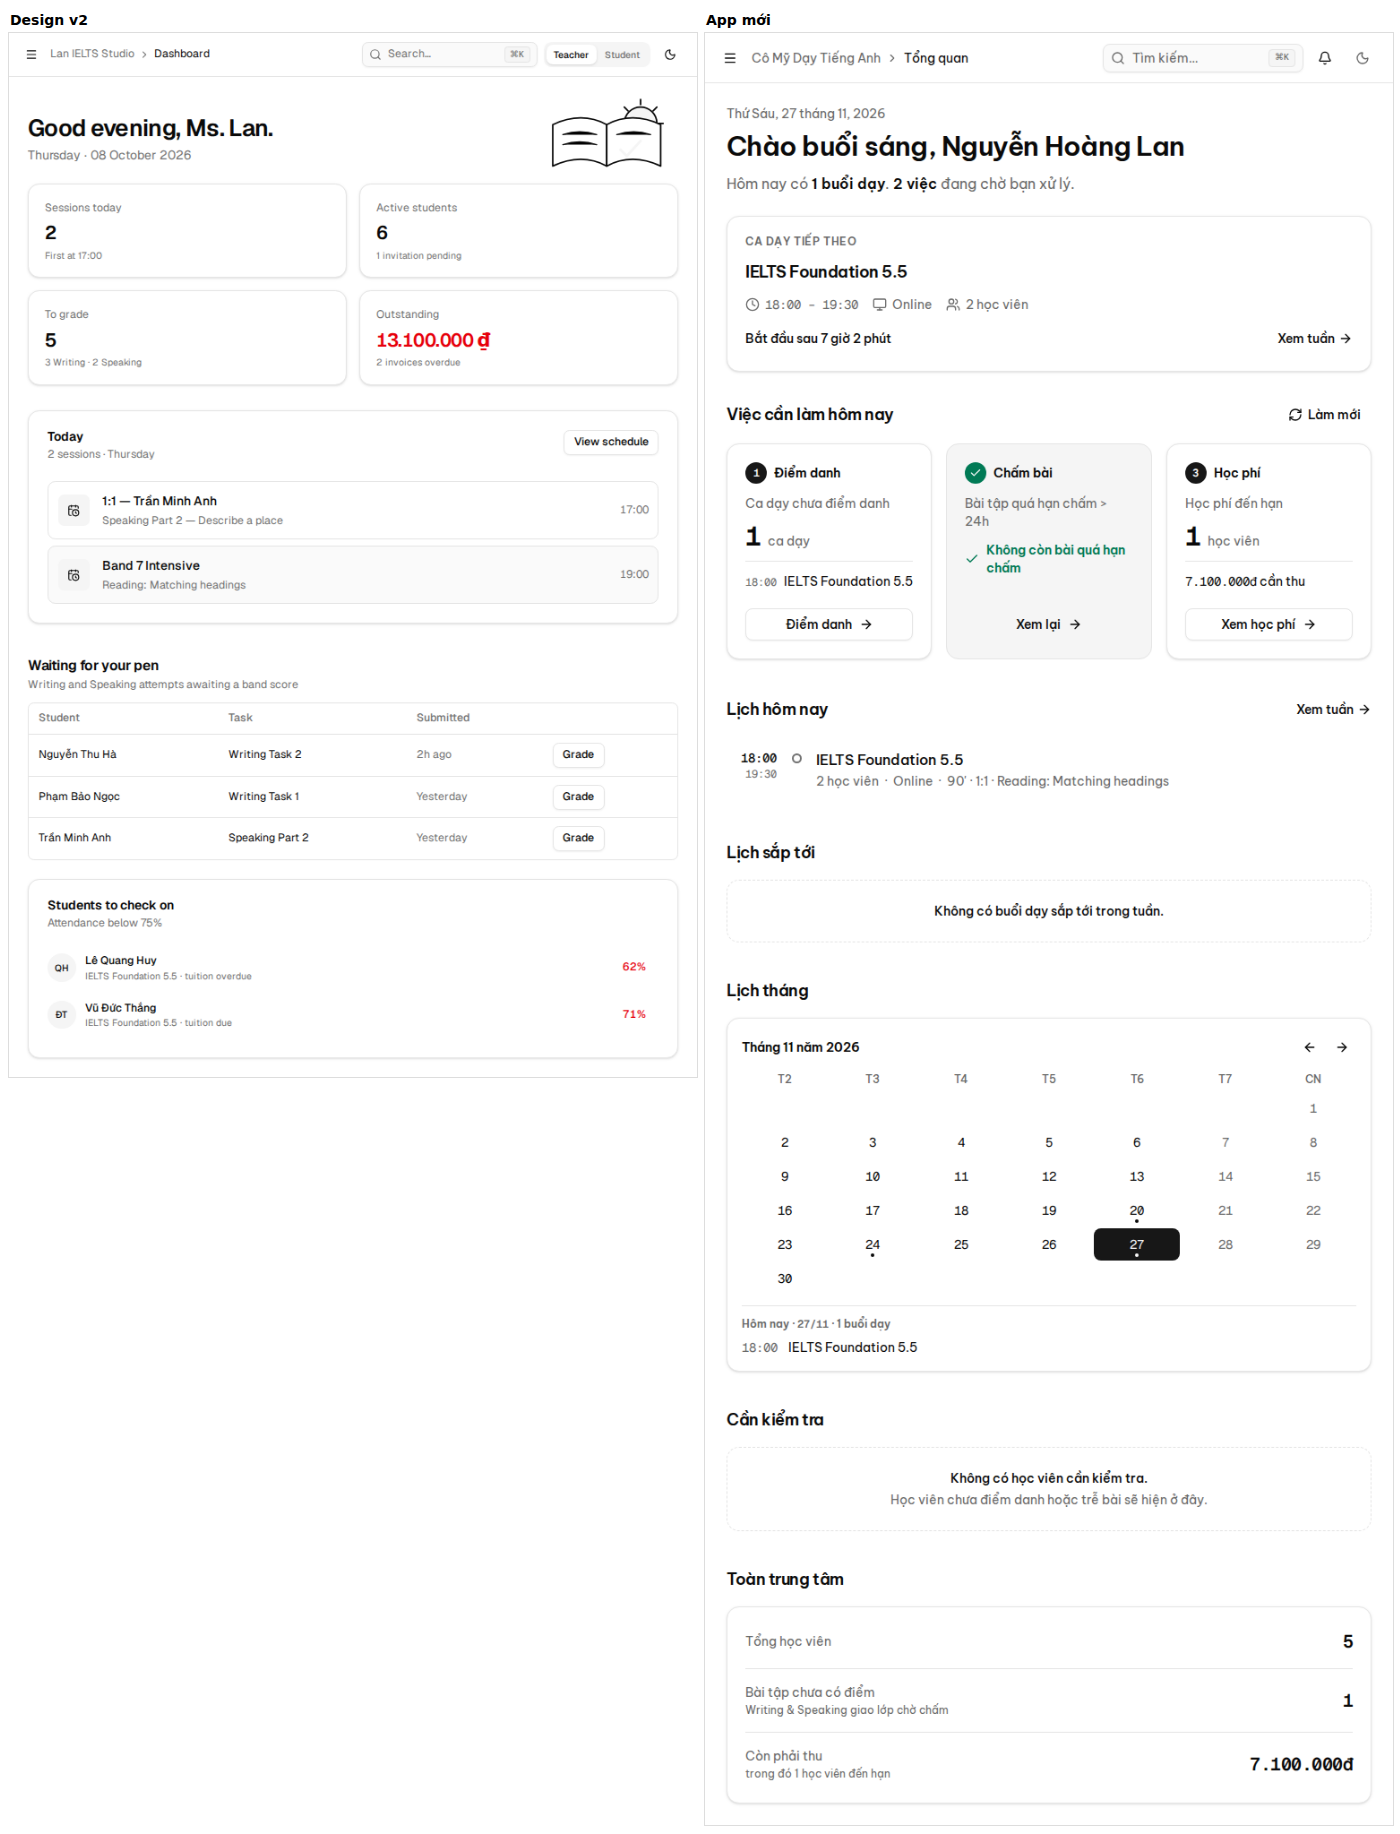 Design v2
Lan IELTS Studio > Dashboard
Search... ⌘K
Teacher Student
Good evening, Ms. Lan.
Thursday · 08 October 2026
Sessions today
2
First at 17:00
Active students
6
1 invitation pending
To grade
5
3 Writing · 2 Speaking
Outstanding
13.100.000 ₫
2 invoices overdue
Today
2 sessions · Thursday
View schedule
1:1 — Trần Minh Anh
Speaking Part 2 — Describe a place
17:00
Band 7 Intensive
Reading: Matching headings
19:00
Waiting for your pen
Writing and Speaking attempts awaiting a band score
Student Task Submitted
Nguyễn Thu Hà Writing Task 2 2h ago Grade
Phạm Bảo Ngọc Writing Task 1 Yesterday Grade
Trần Minh Anh Speaking Part 2 Yesterday Grade
Students to check on
Attendance below 75%
QH
Lê Quang Huy
IELTS Foundation 5.5 · tuition overdue
62%
ĐT
Vũ Đức Thắng
IELTS Foundation 5.5 · tuition due
71%
App mới
Cô Mỹ Dạy Tiếng Anh > Tổng quan
Tìm kiếm... ⌘K
Thứ Sáu, 27 tháng 11, 2026
Chào buổi sáng, Nguyễn Hoàng Lan
Hôm nay có 1 buổi dạy. 2 việc đang chờ bạn xử lý.
CA DẠY TIẾP THEO
IELTS Foundation 5.5
18:00 – 19:30 Online 2 học viên
Bắt đầu sau 7 giờ 2 phút
Xem tuần →
Việc cần làm hôm nay
Làm mới
1 Điểm danh
Ca dạy chưa điểm danh
1 ca dạy
18:00 IELTS Foundation 5.5
Điểm danh →
Chấm bài
Bài tập quá hạn chấm >
24h
Không còn bài quá hạn
chấm
Xem lại →
3 Học phí
Học phí đến hạn
1 học viên
7.100.000đ cần thu
Xem học phí →
Lịch hôm nay
Xem tuần →
18:00
19:30
IELTS Foundation 5.5
2 học viên · Online · 90' · 1:1 · Reading: Matching headings
Lịch sắp tới
Không có buổi dạy sắp tới trong tuần.
Lịch tháng
Tháng 11 năm 2026
← →
T2 T3 T4 T5 T6 T7 CN
1
2 3 4 5 6 7 8
9 10 11 12 13 14 15
16 17 18 19 20 21 22
23 24 25 26 27 28 29
30
Hôm nay · 27/11 · 1 buổi dạy
18:00 IELTS Foundation 5.5
Cần kiểm tra
Không có học viên cần kiểm tra.
Học viên chưa điểm danh hoặc trễ bài sẽ hiện ở đây.
Toàn trung tâm
Tổng học viên
5
Bài tập chưa có điểm
Writing & Speaking giao lớp chờ chấm
1
Còn phải thu
trong đó 1 học viên đến hạn
7.100.000đ